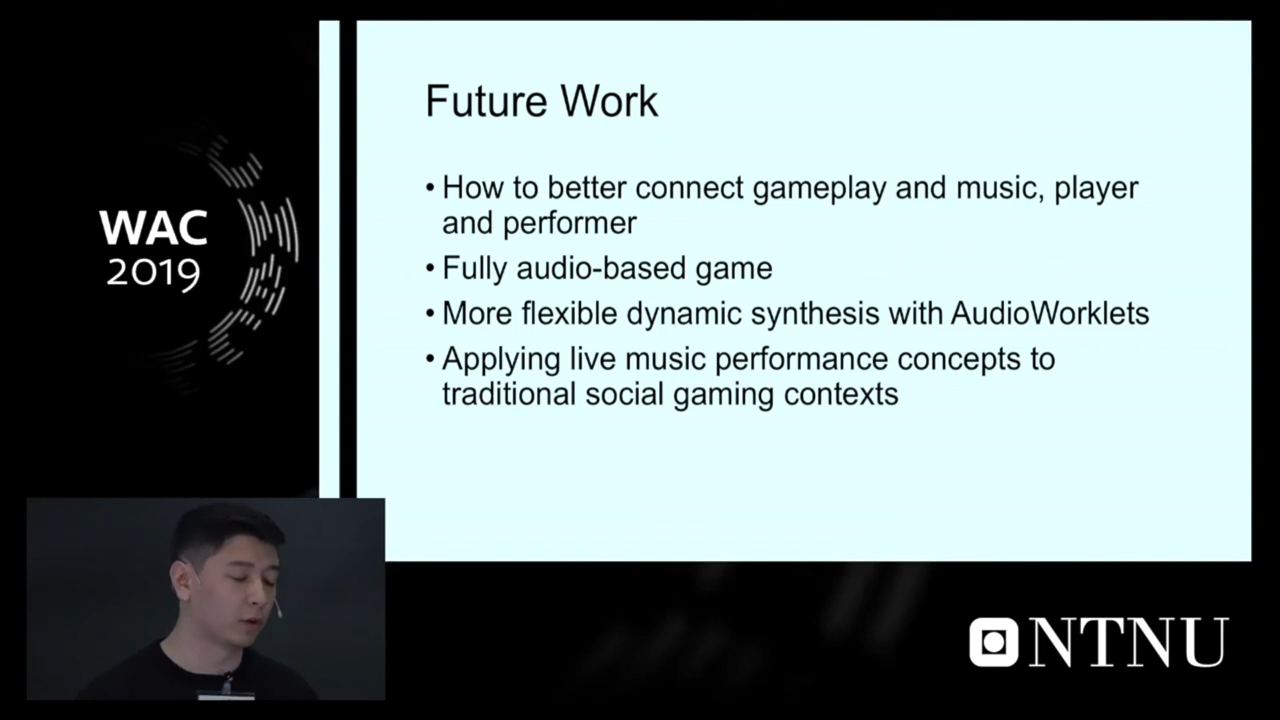 WAC
2019
Future Work
• How to better connect gameplay and music, player
and performer
• Fully audio-based game
• More flexible dynamic synthesis with AudioWorklets
• Applying live music performance concepts to
traditional social gaming contexts
NTNU